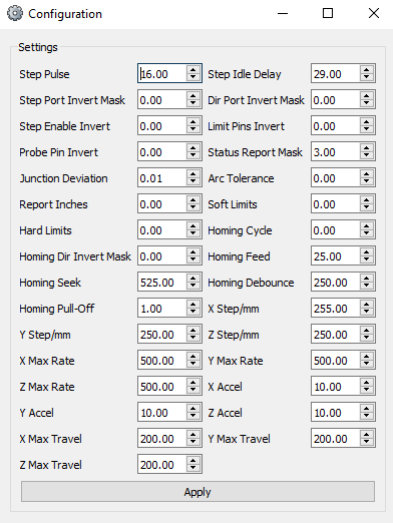 Configuration
Settings
Step Pulse 16.00 Step Idle Delay 29.00
Step Port Invert Mask 0.00 Dir Port Invert Mask 0.00
Step Enable Invert 0.00 Limit Pins Invert 0.00
Probe Pin Invert 0.00 Status Report Mask 3.00
Junction Deviation 0.01 Arc Tolerance 0.00
Report Inches 0.00 Soft Limits 0.00
Hard Limits 0.00 Homing Cycle 0.00
Homing Dir Invert Mask 0.00 Homing Feed 25.00
Homing Seek 525.00 Homing Debounce 250.00
Homing Pull-Off 1.00 X Step/mm 255.00
Y Step/mm 250.00 Z Step/mm 250.00
X Max Rate 500.00 Y Max Rate 500.00
Z Max Rate 500.00 X Accel 10.00
Y Accel 10.00 Z Accel 10.00
X Max Travel 200.00 Y Max Travel 200.00
Z Max Travel 200.00
Apply